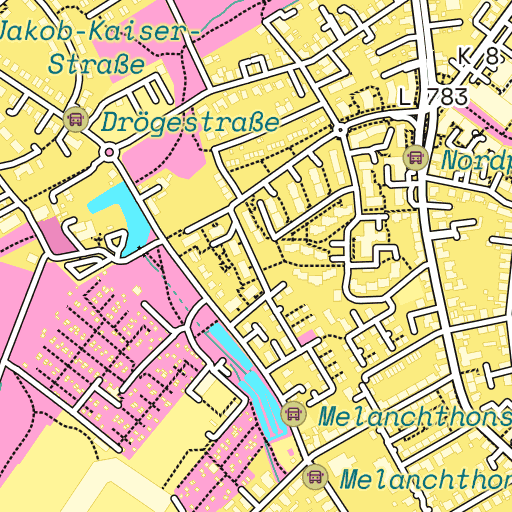 Jakob-Kaiser-
Straße
K 8
L 783
Drögestraße
Nordp
Melanchthons
Melanchthon